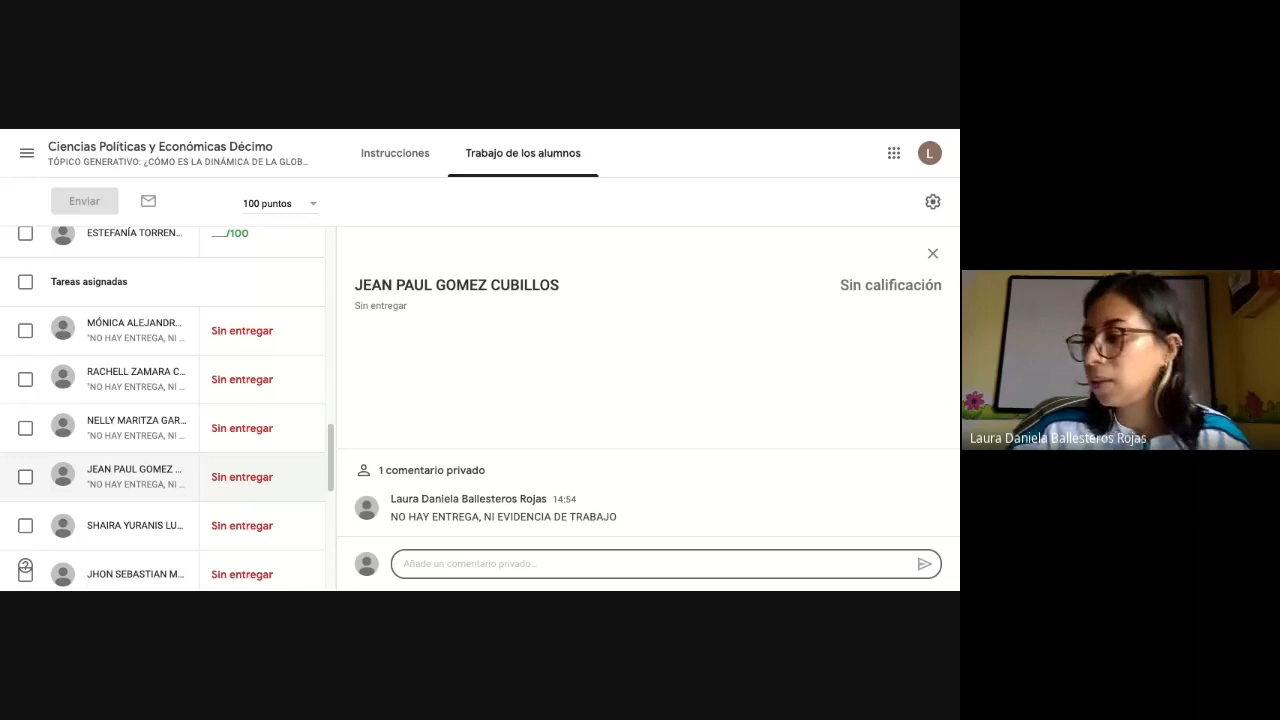 Ciencias Políticas y Económicas Décimo
TÓPICO GENERATIVO: ¿CÓMO ES LA DINÁMICA DE LA GLOB...
Instrucciones
Trabajo de los alumnos
L
Enviar
100 puntos
ESTEFANÍA TORREN...
__/100
Tareas asignadas
MÓNICA ALEJANDR...
"NO HAY ENTREGA, NI ...
Sin entregar
RACHELL ZAMARA C...
"NO HAY ENTREGA, NI ...
Sin entregar
NELLY MARITZA GAR...
"NO HAY ENTREGA, NI ...
Sin entregar
JEAN PAUL GOMEZ ...
"NO HAY ENTREGA, NI ...
Sin entregar
SHAIRA YURANIS LU...
Sin entregar
JHON SEBASTIAN M...
Sin entregar
JEAN PAUL GOMEZ CUBILLOS
Sin calificación
Sin entregar
1 comentario privado
Laura Daniela Ballesteros Rojas 14:54
NO HAY ENTREGA, NI EVIDENCIA DE TRABAJO
Añade un comentario privado...
Laura Daniela Ballesteros Rojas